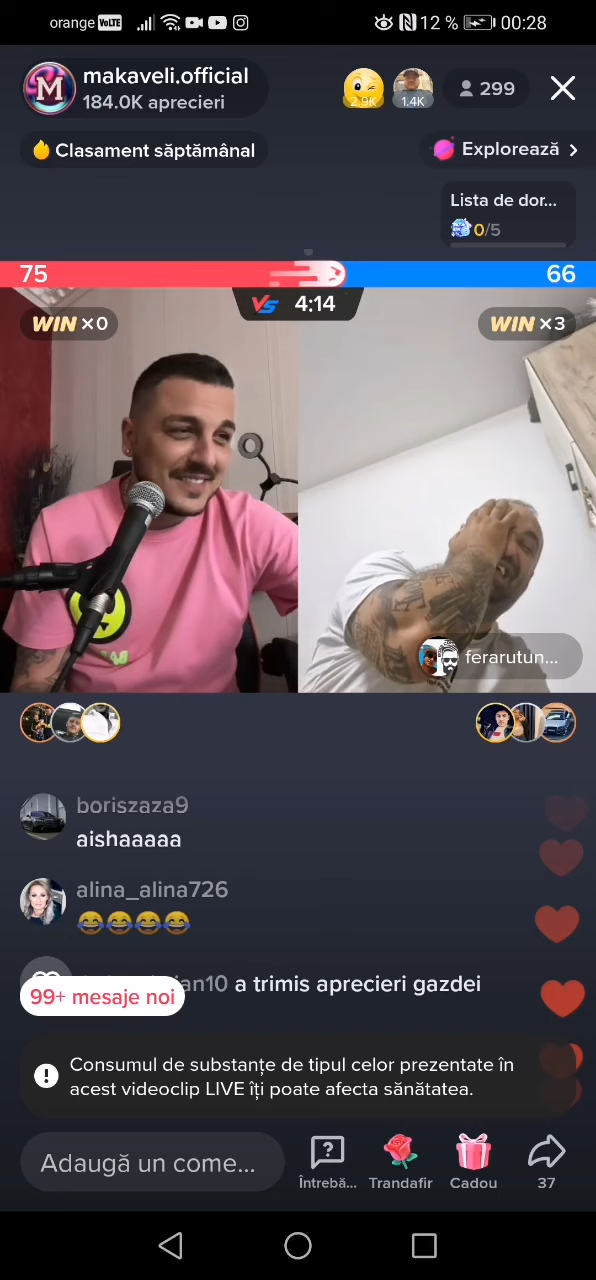 orange VoLTE 12 % 00:28
M makaveli.official
184.0K aprecieri
2.9K 1.4K 299
Clasament săptămânal
Explorează
Lista de dor...
0/5
75 66
VS 4:14
WIN ×0 WIN ×3
ferarutun...
boriszaza9
aishaaaaa
alina_alina726
an10 a trimis aprecieri gazdei
99+ mesaje noi
Consumul de substanțe de tipul celor prezentate în
acest videoclip LIVE îți poate afecta sănătatea.
Adaugă un come...
Întrebă... Trandafir Cadou 37